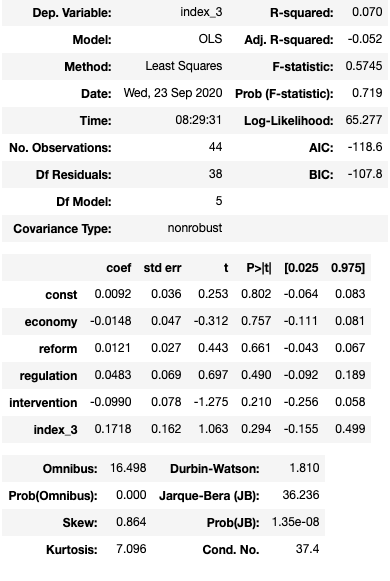 Dep. Variable: index_3 R-squared: 0.070
Model: OLS Adj. R-squared: -0.052
Method: Least Squares F-statistic: 0.5745
Date: Wed, 23 Sep 2020 Prob (F-statistic): 0.719
Time: 08:29:31 Log-Likelihood: 65.277
No. Observations: 44 AIC: -118.6
Df Residuals: 38 BIC: -107.8
Df Model: 5
Covariance Type: nonrobust
coef std err t P>|t| [0.025 0.975]
const 0.0092 0.036 0.253 0.802 -0.064 0.083
economy -0.0148 0.047 -0.312 0.757 -0.111 0.081
reform 0.0121 0.027 0.443 0.661 -0.043 0.067
regulation 0.0483 0.069 0.697 0.490 -0.092 0.189
intervention -0.0990 0.078 -1.275 0.210 -0.256 0.058
index_3 0.1718 0.162 1.063 0.294 -0.155 0.499
Omnibus: 16.498 Durbin-Watson: 1.810
Prob(Omnibus): 0.000 Jarque-Bera (JB): 36.236
Skew: 0.864 Prob(JB): 1.35e-08
Kurtosis: 7.096 Cond. No. 37.4